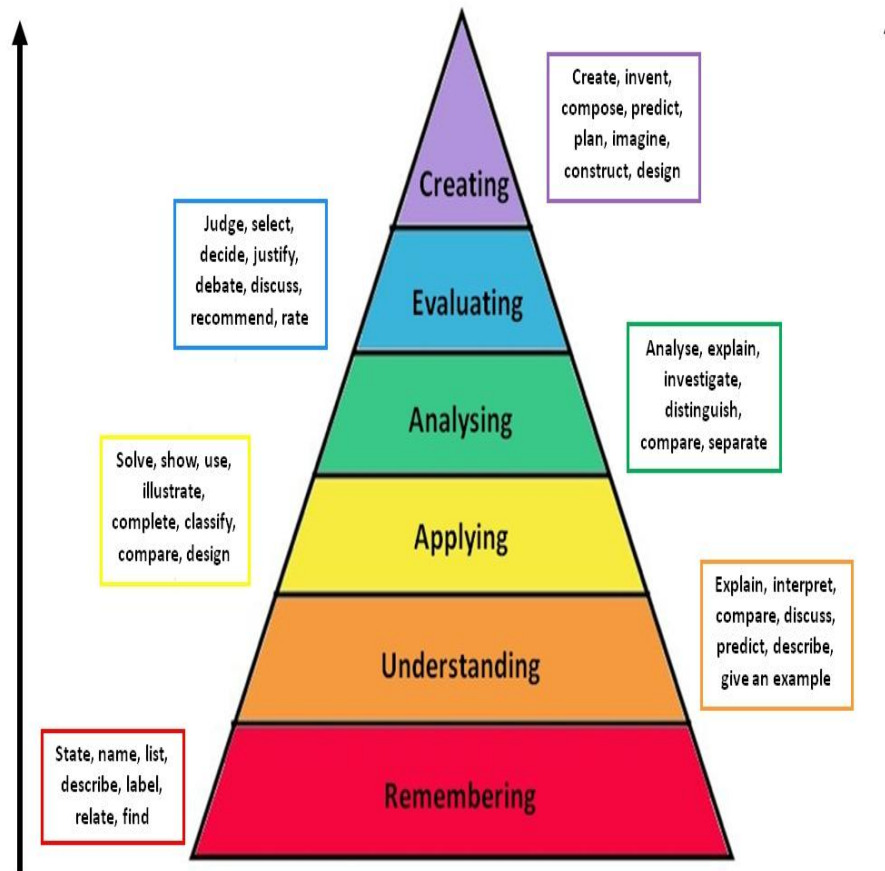 Create, invent,
compose, predict,
plan, imagine,
construct, design
Creating
Judge, select,
decide, justify,
debate, discuss,
recommend, rate
Evaluating
Analyse, explain,
investigate,
distinguish,
compare, separate
Analysing
Solve, show, use,
illustrate,
complete, classify,
compare, design
Applying
Explain, interpret,
compare, discuss,
predict, describe,
give an example
Understanding
State, name, list,
describe, label,
relate, find
Remembering